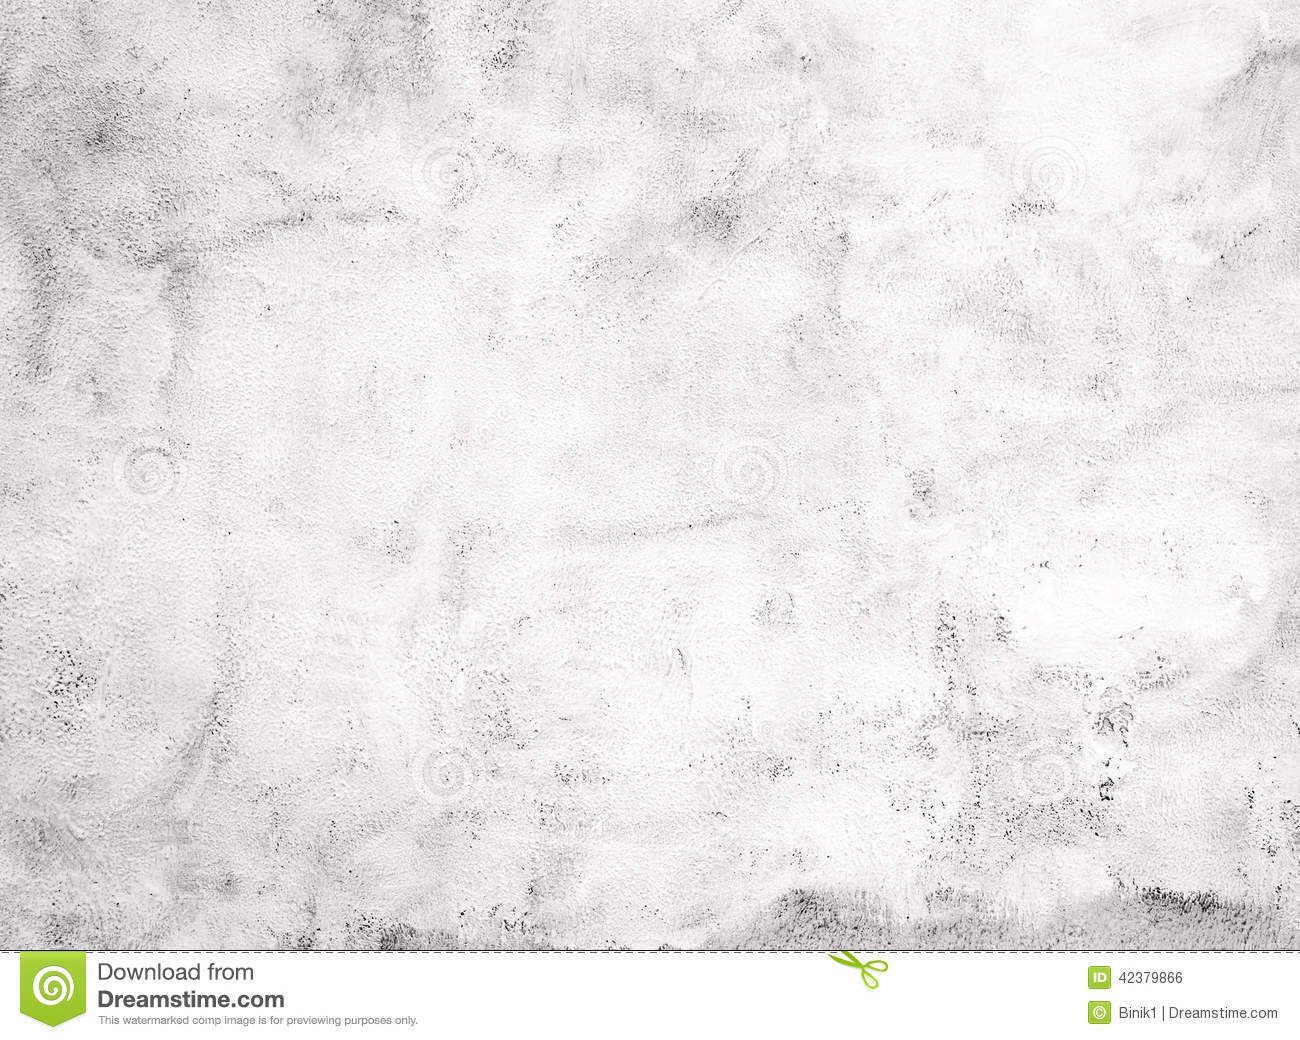 Download from
Dreamstime.com
This watermarked comp image is for previewing purposes only.
ID 42379866
© Binik1 | Dreamstime.com